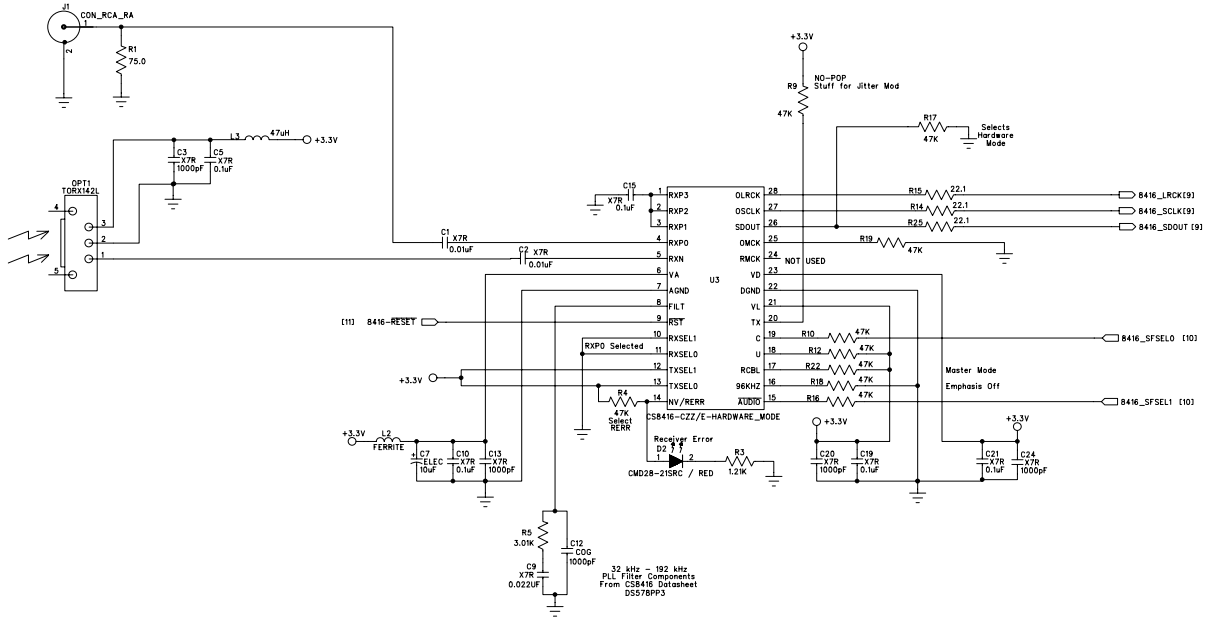 J1
CON_RCA_RA
1
2
R1
75.0
L3
47uH
+3.3V
C3
X7R
1000pF
C5
X7R
0.1uF
OPT1
TORX142L
4
3
2
1
5
C1
X7R
0.01uF
C2
X7R
0.01uF
C15
X7R
0.1uF
+3.3V
R9
47K
NO-POP
Stuff for Jitter Mod
R17
47K
Selects
Hardware
Mode
U3
1 RXP3
2 RXP2
3 RXP1
4 RXP0
5 RXN
6 VA
7 AGND
8 FILT
9 RST
10 RXSEL1
11 RXSEL0
12 TXSEL1
13 TXSEL0
14 NV/RERR
OLRCK 28
OSCLK 27
SDOUT 26
OMCK 25
RMCK 24
VD 23
DGND 22
VL 21
TX 20
C 19
U 18
RCBL 17
96KHZ 16
AUDIO 15
CS8416-CZZ/E-HARDWARE_MODE
R15 22.1
8416_LRCK[9]
R14 22.1
8416_SCLK[9]
R25 22.1
8416_SDOUT [9]
R19
47K
NOT USED
[11] 8416-RESET
RXP0 Selected
+3.3V
R4
47K
Select
RERR
R10 47K
8416_SFSEL0 [10]
R12 47K
R22 47K
Master Mode
R18 47K
Emphasis Off
R16 47K
8416_SFSEL1 [10]
+3.3V
L2
FERRITE
+
C7
ELEC
10uF
C10
X7R
0.1uF
C13
X7R
1000pF
Receiver Error
D2
1
2
CMD28-21SRC / RED
R3
1.21K
+3.3V
C20
X7R
1000pF
C19
X7R
0.1uF
+3.3V
C21
X7R
0.1uF
C24
X7R
1000pF
R5
3.01K
C9
X7R
0.022UF
C12
COG
1000pF
32 kHz - 192 kHz
PLL Filter Components
From CS8416 Datasheet
DS578PP3